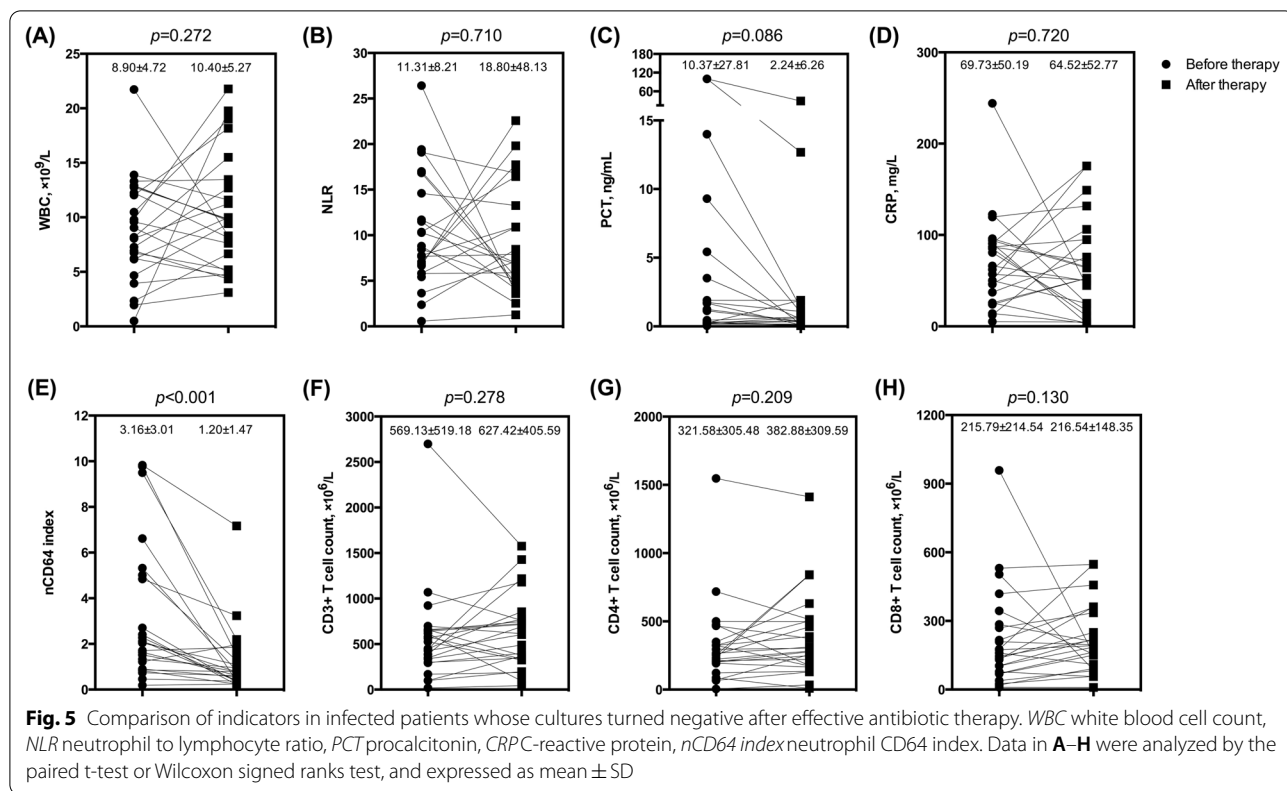 (A)
p=0.272
8.90±4.72 10.40±5.27
WBC, ×10⁹/L
25
20
15
10
5
0
(B)
p=0.710
11.31±8.21 18.80±48.13
NLR
30
25
20
15
10
5
0
(C)
p=0.086
10.37±27.81 2.24±6.26
PCT, ng/mL
180
120
60
15
10
5
0
(D)
p=0.720
69.73±50.19 64.52±52.77
CRP, mg/L
300
200
100
0
Before therapy
After therapy
(E)
p<0.001
3.16±3.01 1.20±1.47
nCD64 index
12
10
8
6
4
2
0
(F)
p=0.278
569.13±519.18 627.42±405.59
CD3+ T cell count, ×10⁶/L
3000
2500
2000
1500
1000
500
0
(G)
p=0.209
321.58±305.48 382.88±309.59
CD4+ T cell count, ×10⁶/L
2000
1500
1000
500
0
(H)
p=0.130
215.79±214.54 216.54±148.35
CD8+ T cell count, ×10⁶/L
1200
900
600
300
0
Fig. 5 Comparison of indicators in infected patients whose cultures turned negative after effective antibiotic therapy. WBC white blood cell count,
NLR neutrophil to lymphocyte ratio, PCT procalcitonin, CRP C-reactive protein, nCD64 index neutrophil CD64 index. Data in A–H were analyzed by the
paired t-test or Wilcoxon signed ranks test, and expressed as mean ± SD